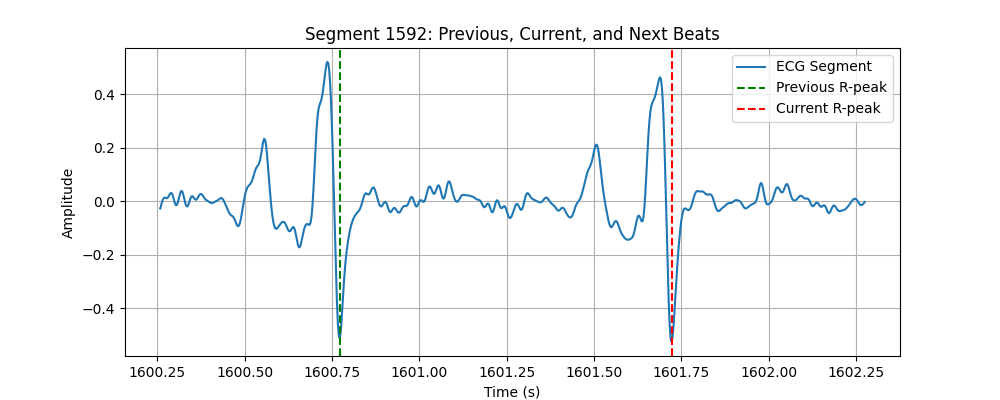 Segment 1592: Previous, Current, and Next Beats
ECG Segment
Previous R-peak
Current R-peak
0.4
0.2
0.0
−0.2
−0.4
Amplitude
1600.25 1600.50 1600.75 1601.00 1601.25 1601.50 1601.75 1602.00 1602.25
Time (s)